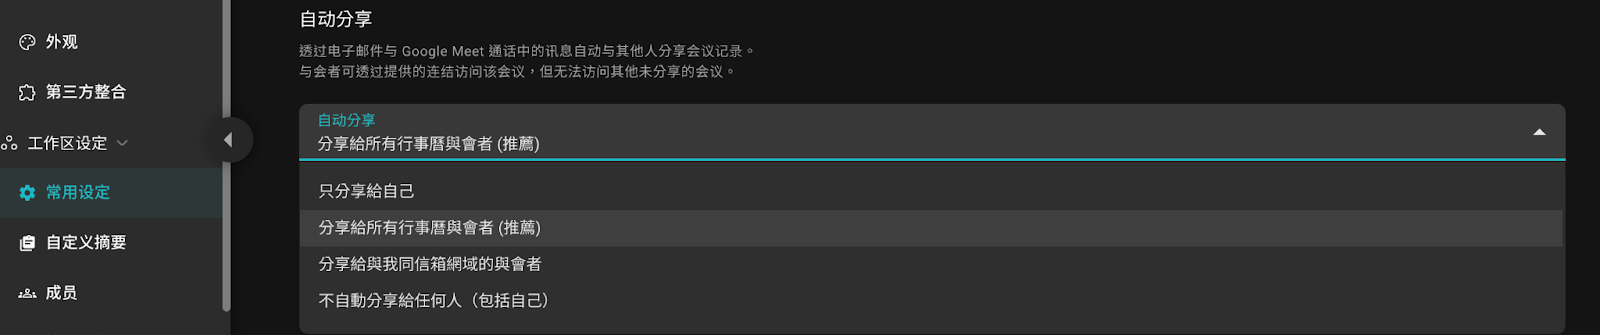 外观
第三方整合
工作区设定
常用设定
自定义摘要
成员
自动分享
透过电子邮件与 Google Meet 通话中的讯息自动与其他人分享会议记录。
与会者可透过提供的连结访问该会议，但无法访问其他未分享的会议。
自动分享
分享給所有行事曆與會者 (推薦)
只分享給自己
分享給所有行事曆與會者 (推薦)
分享給與我同信箱網域的與會者
不自動分享給任何人（包括自己）